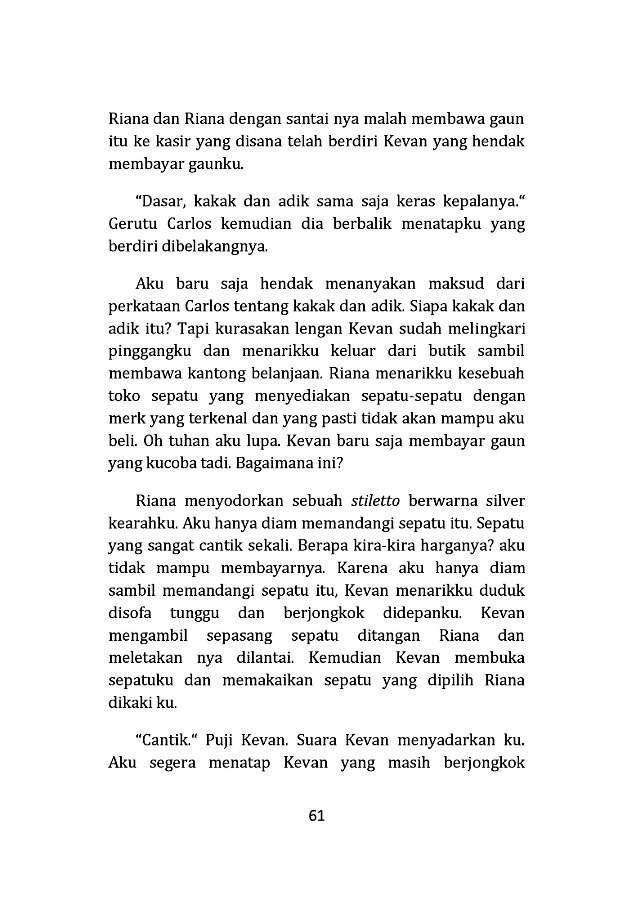 Riana dan Riana dengan santai nya malah membawa gaun
itu ke kasir yang disana telah berdiri Kevan yang hendak
membayar gaunku.
“Dasar, kakak dan adik sama saja keras kepalanya.“
Gerutu Carlos kemudian dia berbalik menatapku yang
berdiri dibelakangnya.
Aku baru saja hendak menanyakan maksud dari
perkataan Carlos tentang kakak dan adik. Siapa kakak dan
adik itu? Tapi kurasakan lengan Kevan sudah melingkari
pinggangku dan menarikku keluar dari butik sambil
membawa kantong belanjaan. Riana menarikku kesebuah
toko sepatu yang menyediakan sepatu-sepatu dengan
merk yang terkenal dan yang pasti tidak akan mampu aku
beli. Oh tuhan aku lupa. Kevan baru saja membayar gaun
yang kucoba tadi. Bagaimana ini?
Riana menyodorkan sebuah stiletto berwarna silver
kearahku. Aku hanya diam memandangi sepatu itu. Sepatu
yang sangat cantik sekali. Berapa kira-kira harganya? aku
tidak mampu membayarnya. Karena aku hanya diam
sambil memandangi sepatu itu, Kevan menarikku duduk
disofa tunggu dan berjongkok didepanku. Kevan
mengambil sepasang sepatu ditangan Riana dan
meletakan nya dilantai. Kemudian Kevan membuka
sepatuku dan memakaikan sepatu yang dipilih Riana
dikaki ku.
“Cantik.“ Puji Kevan. Suara Kevan menyadarkan ku.
Aku segera menatap Kevan yang masih berjongkok
61